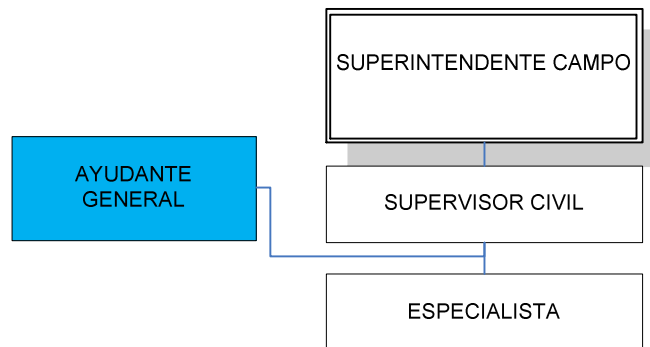 SUPERINTENDENTE CAMPO
AYUDANTE
GENERAL
SUPERVISOR CIVIL
ESPECIALISTA